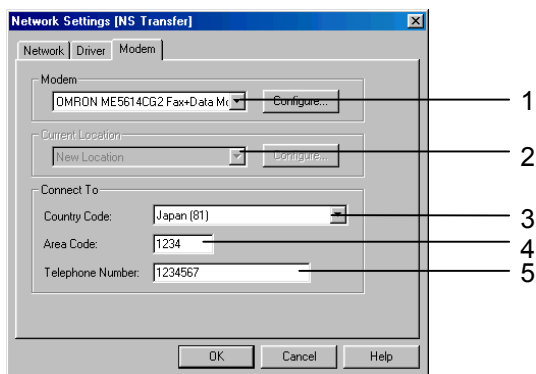 Network Settings [NS Transfer]
Network Driver Modem
Modem
OMRON ME5614CG2 Fax+Data Mo Configure... 1
Current Location
New Location Configure... 2
Connect To
Country Code: Japan (81) 3
Area Code: 1234 4
Telephone Number: 1234567 5
OK Cancel Help